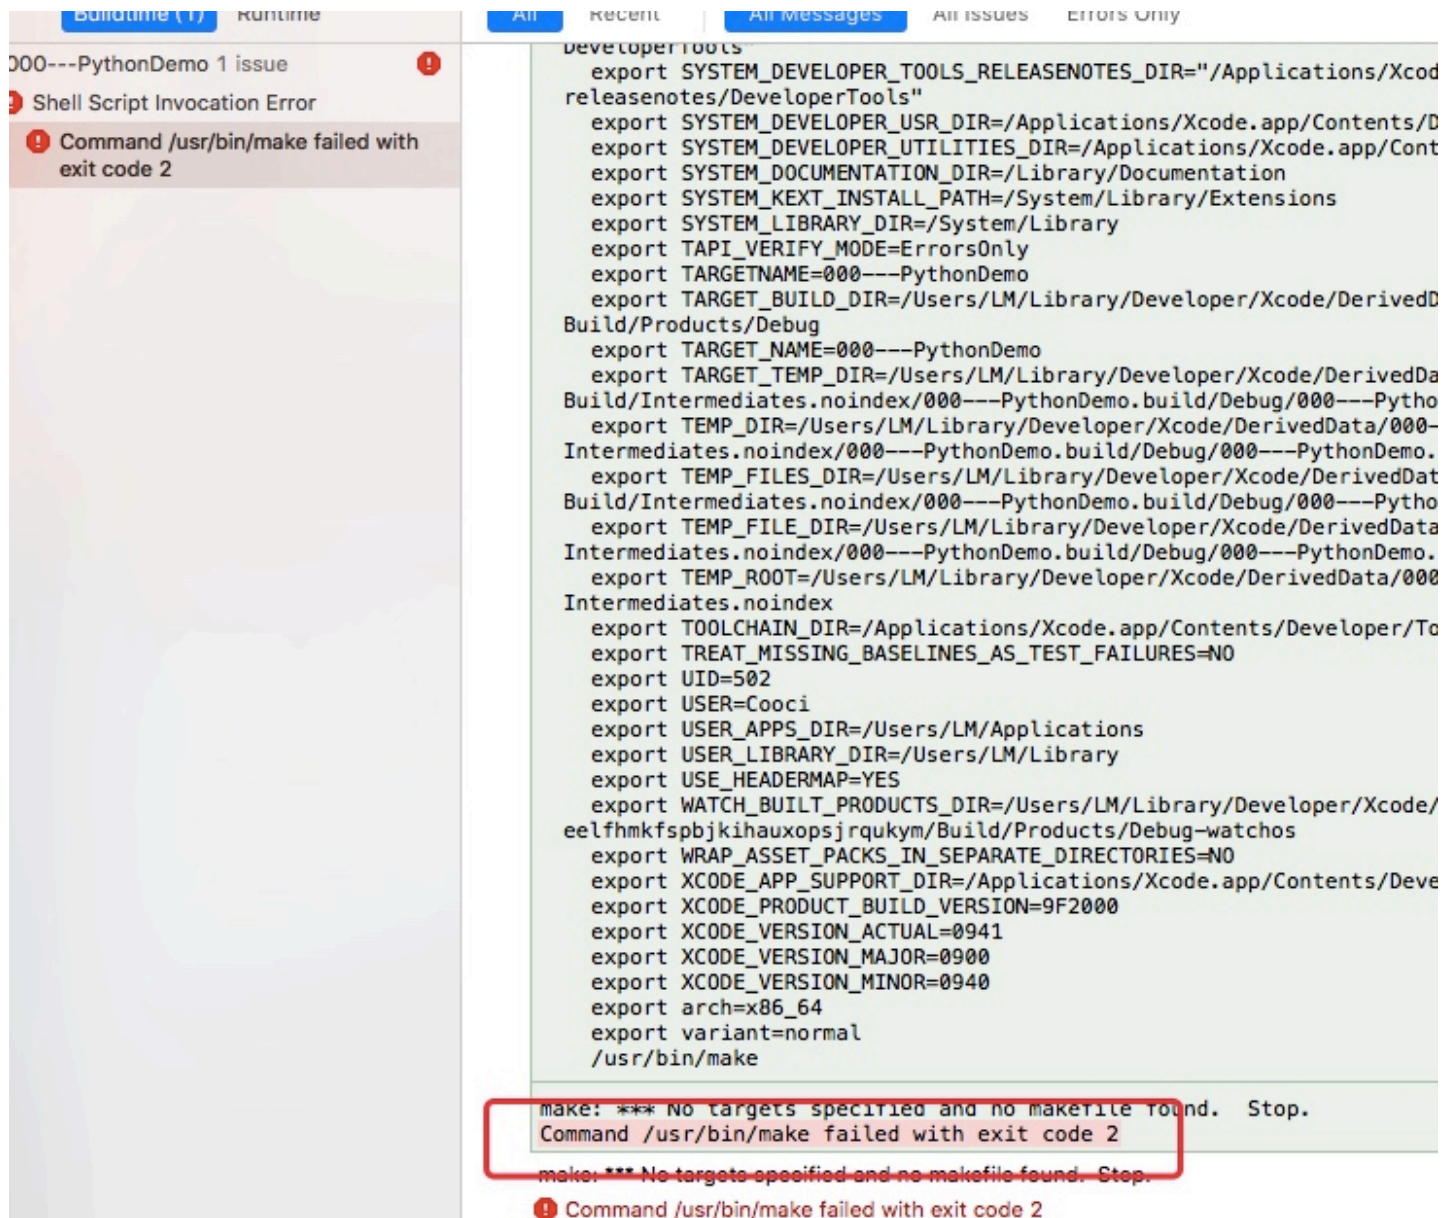 Buildtime (1) Runtime
All Recent All Messages All Issues Errors Only
000---PythonDemo 1 issue
Shell Script Invocation Error
Command /usr/bin/make failed with
exit code 2
DeveloperTools"
export SYSTEM_DEVELOPER_TOOLS_RELEASENOTES_DIR="/Applications/Xcod
releasenotes/DeveloperTools"
export SYSTEM_DEVELOPER_USR_DIR=/Applications/Xcode.app/Contents/D
export SYSTEM_DEVELOPER_UTILITIES_DIR=/Applications/Xcode.app/Cont
export SYSTEM_DOCUMENTATION_DIR=/Library/Documentation
export SYSTEM_KEXT_INSTALL_PATH=/System/Library/Extensions
export SYSTEM_LIBRARY_DIR=/System/Library
export TAPI_VERIFY_MODE=ErrorsOnly
export TARGETNAME=000---PythonDemo
export TARGET_BUILD_DIR=/Users/LM/Library/Developer/Xcode/DerivedD
Build/Products/Debug
export TARGET_NAME=000---PythonDemo
export TARGET_TEMP_DIR=/Users/LM/Library/Developer/Xcode/DerivedDa
Build/Intermediates.noindex/000---PythonDemo.build/Debug/000---Pytho
export TEMP_DIR=/Users/LM/Library/Developer/Xcode/DerivedData/000-
Intermediates.noindex/000---PythonDemo.build/Debug/000---PythonDemo.
export TEMP_FILES_DIR=/Users/LM/Library/Developer/Xcode/DerivedDat
Build/Intermediates.noindex/000---PythonDemo.build/Debug/000---Pytho
export TEMP_FILE_DIR=/Users/LM/Library/Developer/Xcode/DerivedData
Intermediates.noindex/000---PythonDemo.build/Debug/000---PythonDemo.
export TEMP_ROOT=/Users/LM/Library/Developer/Xcode/DerivedData/000
Intermediates.noindex
export TOOLCHAIN_DIR=/Applications/Xcode.app/Contents/Developer/To
export TREAT_MISSING_BASELINES_AS_TEST_FAILURES=NO
export UID=502
export USER=Cooci
export USER_APPS_DIR=/Users/LM/Applications
export USER_LIBRARY_DIR=/Users/LM/Library
export USE_HEADERMAP=YES
export WATCH_BUILT_PRODUCTS_DIR=/Users/LM/Library/Developer/Xcode/
eelfhmkfspbjkihauxopsjrqukym/Build/Products/Debug-watchos
export WRAP_ASSET_PACKS_IN_SEPARATE_DIRECTORIES=NO
export XCODE_APP_SUPPORT_DIR=/Applications/Xcode.app/Contents/Deve
export XCODE_PRODUCT_BUILD_VERSION=9F2000
export XCODE_VERSION_ACTUAL=0941
export XCODE_VERSION_MAJOR=0900
export XCODE_VERSION_MINOR=0940
export arch=x86_64
export variant=normal
/usr/bin/make
make: *** No targets specified and no makefile found. Stop.
Command /usr/bin/make failed with exit code 2
make: *** No targets specified and no makefile found. Stop.
Command /usr/bin/make failed with exit code 2